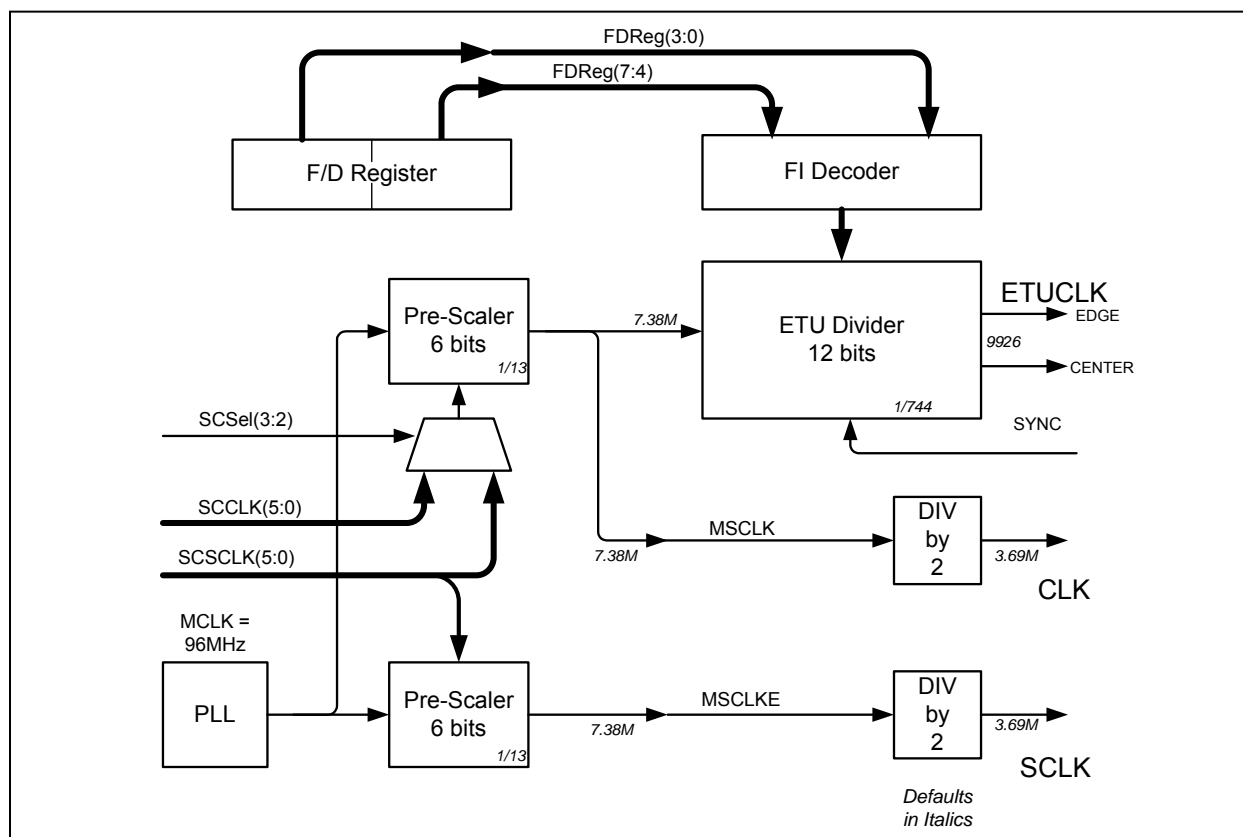 FDReg(3:0)
FDReg(7:4)
F/D Register
FI Decoder
Pre-Scaler
6 bits
1/13
7.38M
ETU Divider
12 bits
1/744
ETUCLK
EDGE
9926
CENTER
SYNC
SCSel(3:2)
SCCLK(5:0)
SCSCLK(5:0)
7.38M
MSCLK
DIV
by
2
3.69M
CLK
MCLK =
96MHz
PLL
Pre-Scaler
6 bits
1/13
7.38M
MSCLKE
DIV
by
2
3.69M
SCLK
Defaults
in Italics